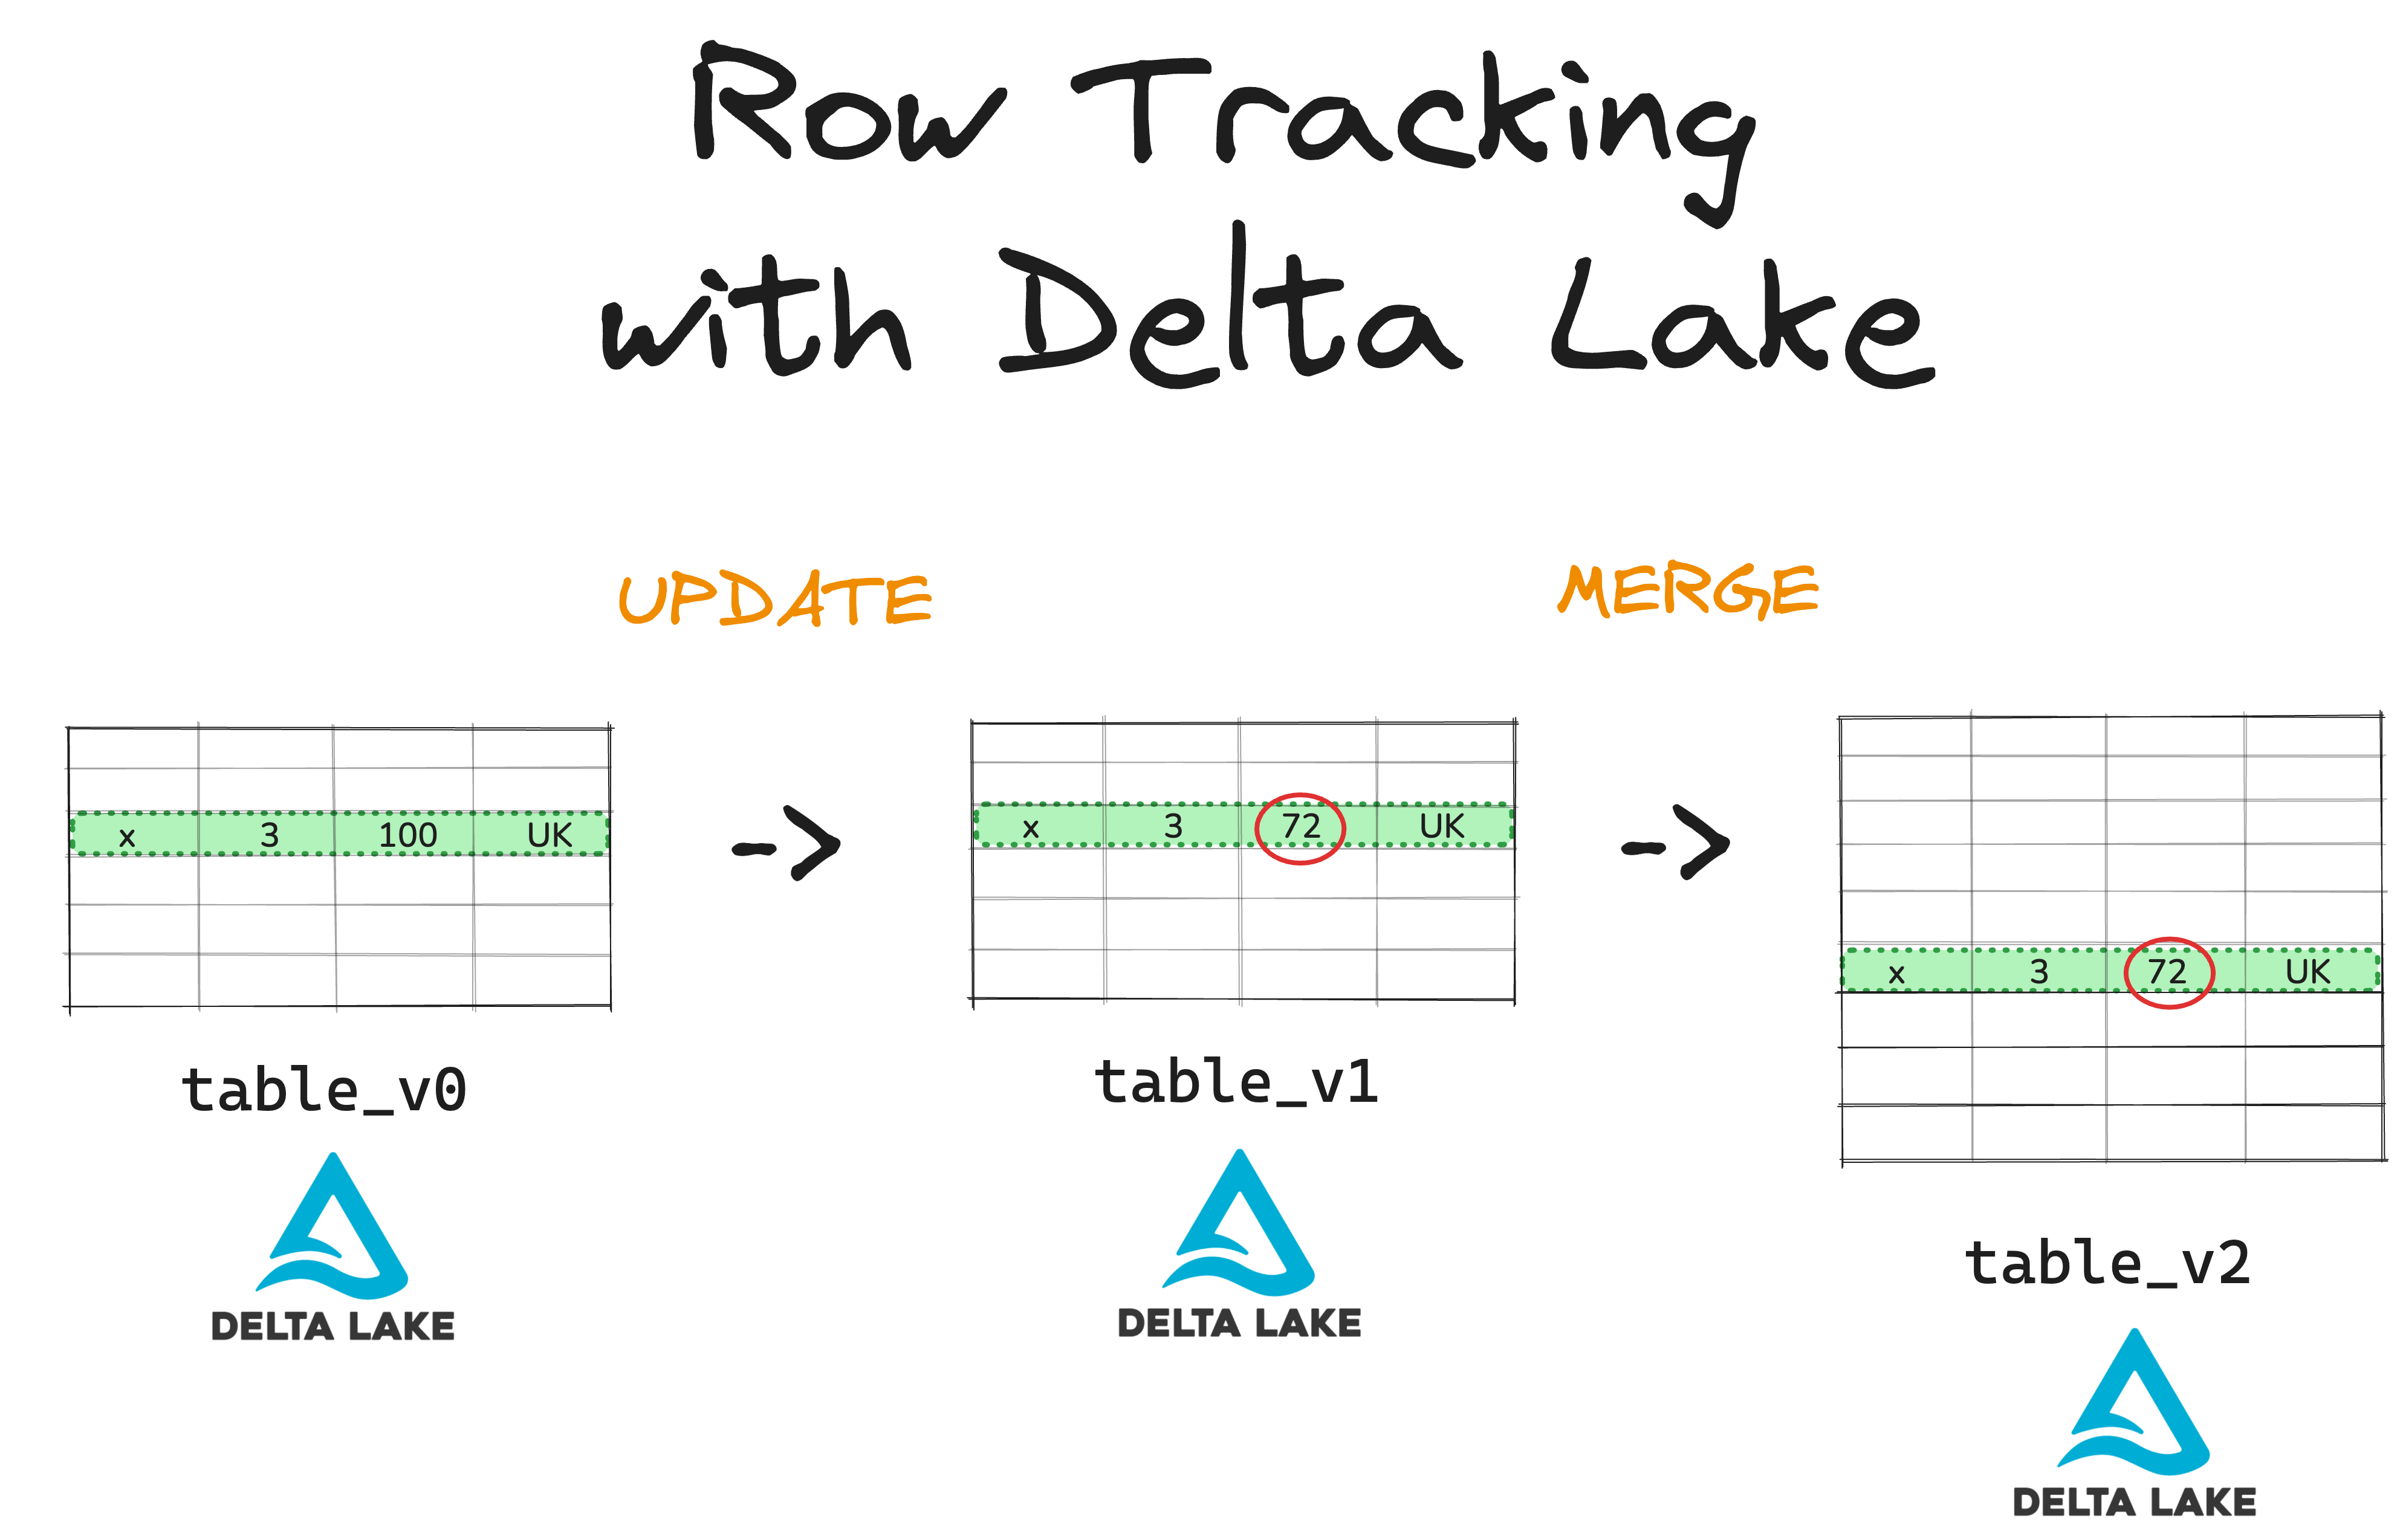 Row Tracking
with Delta Lake
UPDATE
MERGE
x 3 100 UK
x 3 72 UK
x 3 72 UK
table_v0
table_v1
table_v2
DELTA LAKE
DELTA LAKE
DELTA LAKE